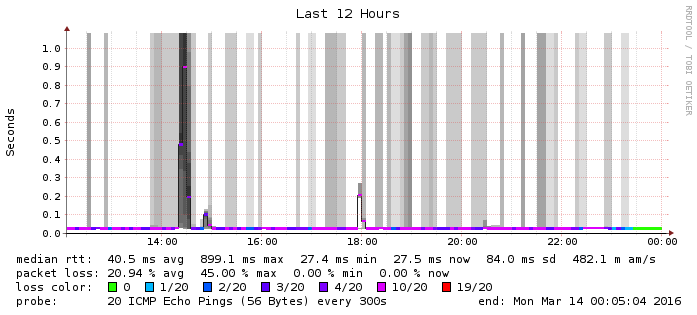 Last 12 Hours
RRDTOOL / TOBI OETIKER
Seconds
1.0
0.9
0.8
0.7
0.6
0.5
0.4
0.3
0.2
0.1
0.0
14:00 16:00 18:00 20:00 22:00 00:00
median rtt: 40.5 ms avg 899.1 ms max 27.4 ms min 27.5 ms now 84.0 ms sd 482.1 m am/s
packet loss: 20.94 % avg 45.00 % max 0.00 % min 0.00 % now
loss color: 0 1/20 2/20 3/20 4/20 10/20 19/20
probe: 20 ICMP Echo Pings (56 Bytes) every 300s end: Mon Mar 14 00:05:04 2016